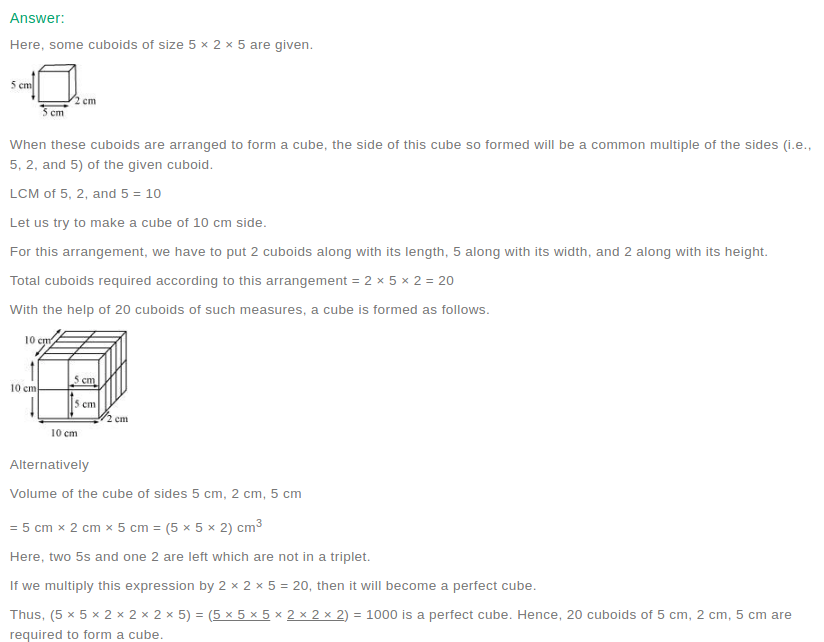 Answer:
Here, some cuboids of size 5 × 2 × 5 are given.
5 cm
2 cm
5 cm
When these cuboids are arranged to form a cube, the side of this cube so formed will be a common multiple of the sides (i.e.,
5, 2, and 5) of the given cuboid.
LCM of 5, 2, and 5 = 10
Let us try to make a cube of 10 cm side.
For this arrangement, we have to put 2 cuboids along with its length, 5 along with its width, and 2 along with its height.
Total cuboids required according to this arrangement = 2 × 5 × 2 = 20
With the help of 20 cuboids of such measures, a cube is formed as follows.
10 cm
5 cm
10 cm
5 cm
2 cm
10 cm
Alternatively
Volume of the cube of sides 5 cm, 2 cm, 5 cm
= 5 cm × 2 cm × 5 cm = (5 × 5 × 2) cm³
Here, two 5s and one 2 are left which are not in a triplet.
If we multiply this expression by 2 × 2 × 5 = 20, then it will become a perfect cube.
Thus, (5 × 5 × 2 × 2 × 2 × 5) = (5 × 5 × 5 × 2 × 2 × 2) = 1000 is a perfect cube. Hence, 20 cuboids of 5 cm, 2 cm, 5 cm are
required to form a cube.